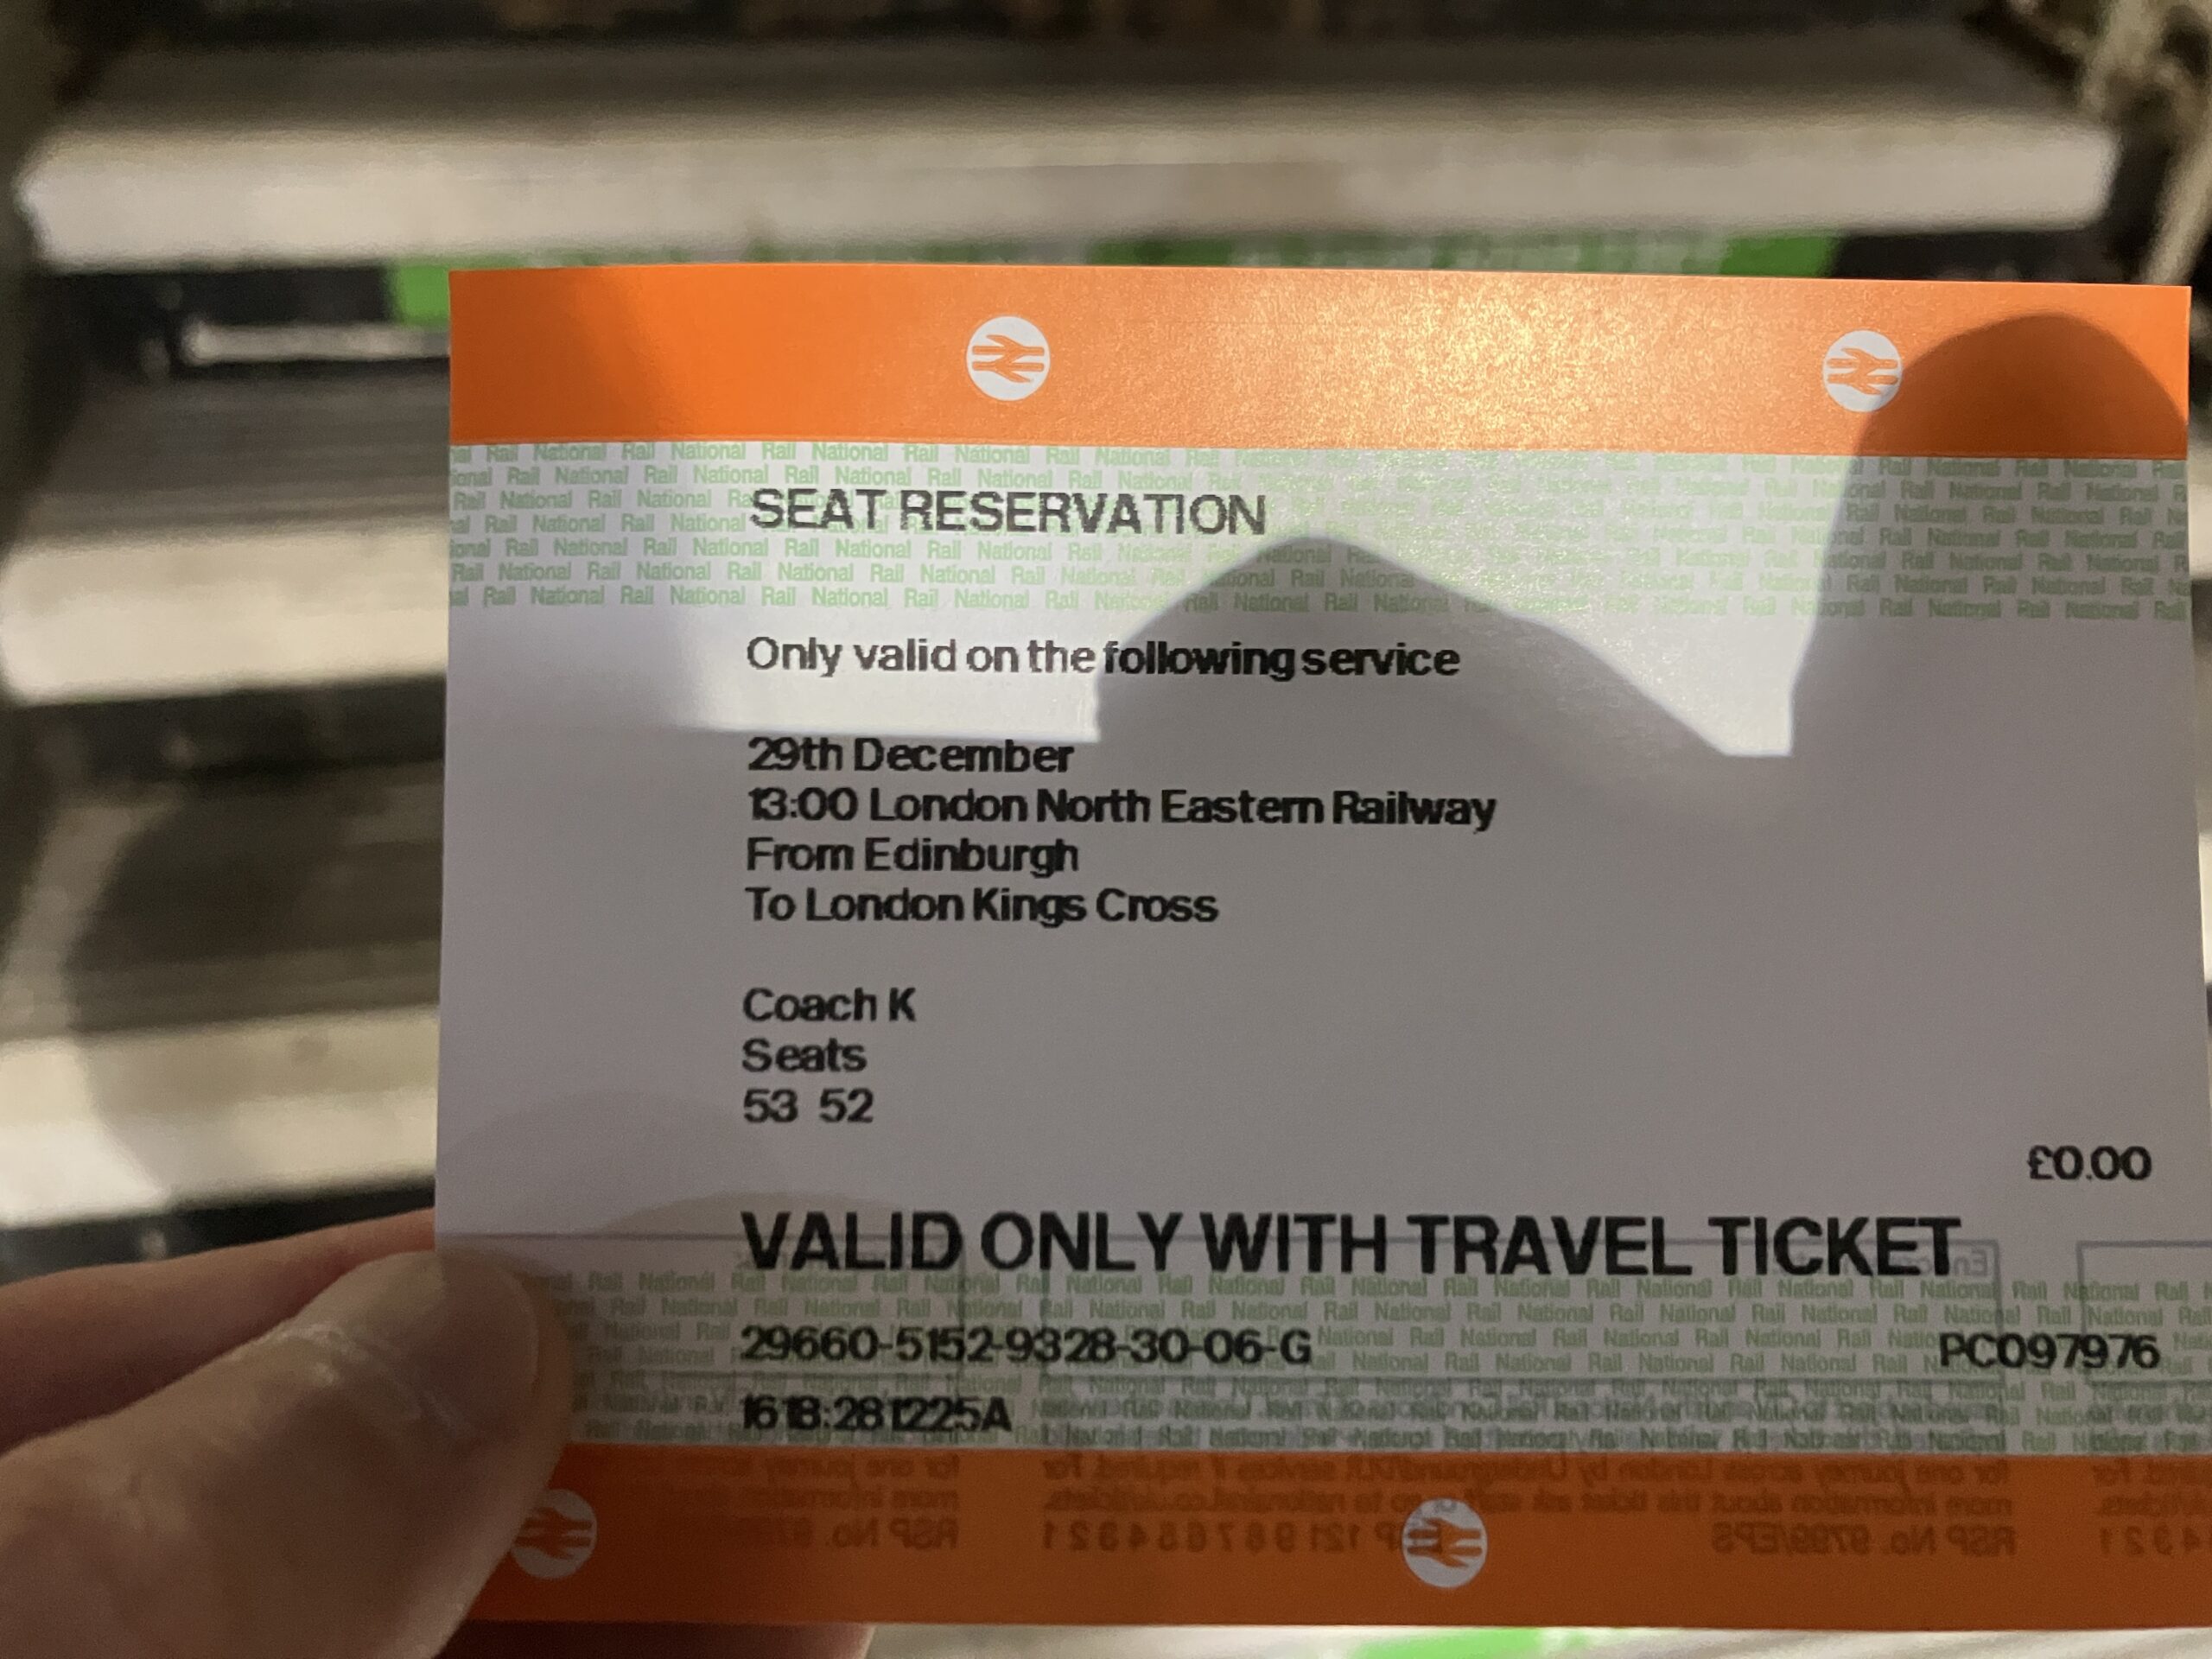 SEAT RESERVATION
Only valid on the following service
29th December
13:00 London North Eastern Railway
From Edinburgh
To London Kings Cross
Coach K
Seats
53 52
£0.00
VALID ONLY WITH TRAVEL TICKET
29660-5152-9328-30-06-G
PC097976
1618:281225A